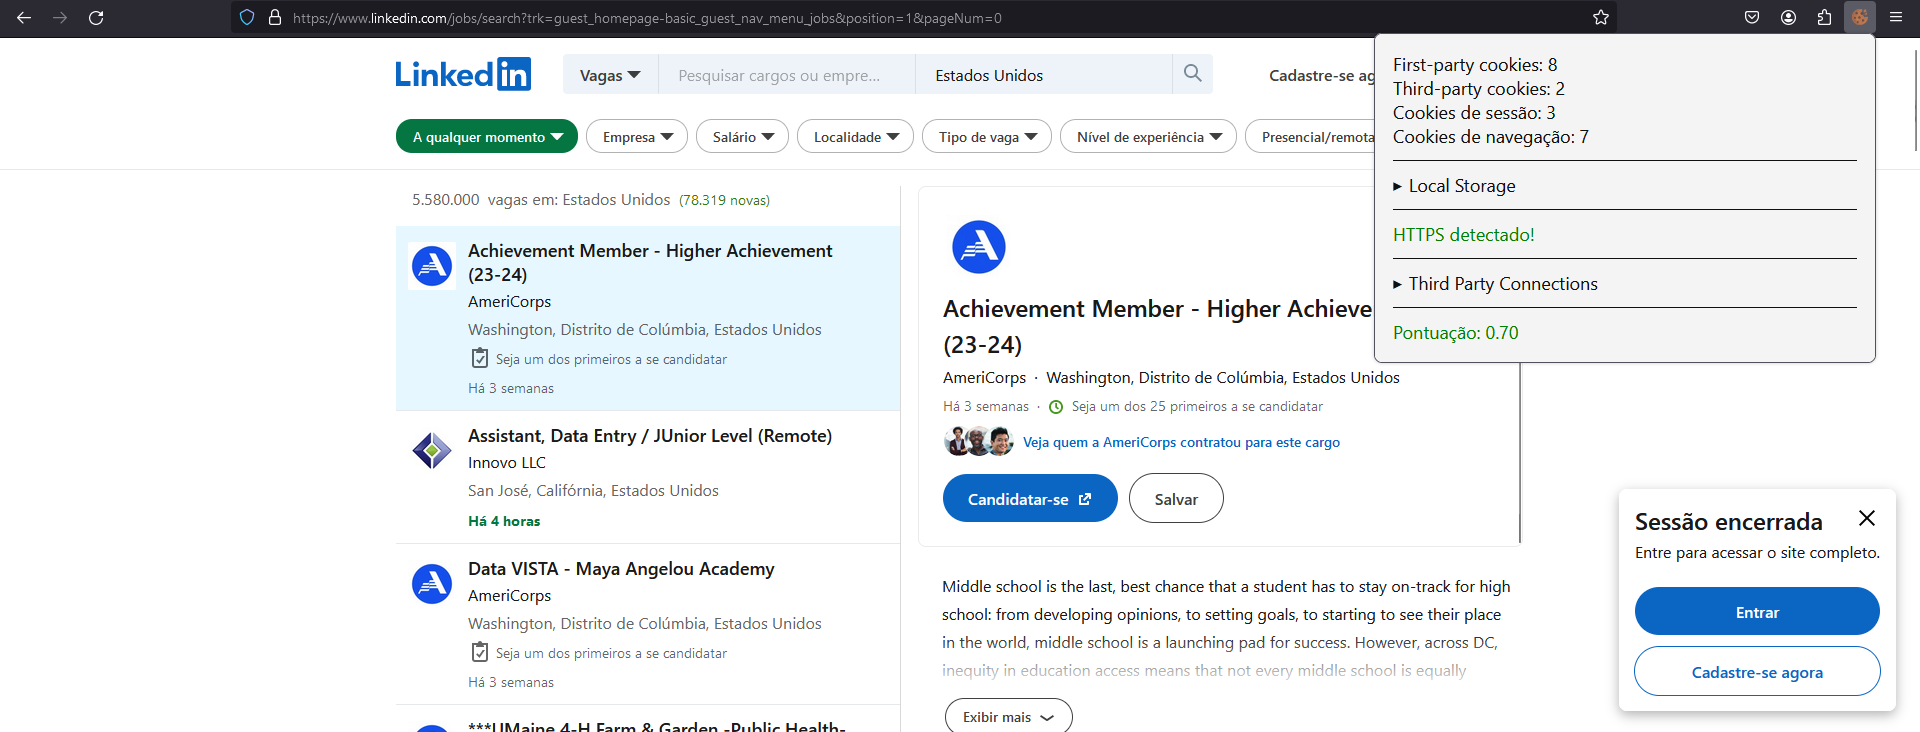 https://www.linkedin.com/jobs/search?trk=guest_homepage-basic_guest_nav_menu_jobs&position=1&pageNum=0
Linkedin
Vagas
Pesquisar cargos ou empre...
Estados Unidos
Cadastre-se ag
A qualquer momento
Empresa
Salário
Localidade
Tipo de vaga
Nível de experiência
Presencial/remota
5.580.000 vagas em: Estados Unidos (78.319 novas)
Achievement Member - Higher Achievement
(23-24)
AmeriCorps
Washington, Distrito de Colúmbia, Estados Unidos
Seja um dos primeiros a se candidatar
Há 3 semanas
Assistant, Data Entry / JUnior Level (Remote)
Innovo LLC
San José, Califórnia, Estados Unidos
Há 4 horas
Data VISTA - Maya Angelou Academy
AmeriCorps
Washington, Distrito de Colúmbia, Estados Unidos
Seja um dos primeiros a se candidatar
Há 3 semanas
***UMaine 4-H Farm & Garden -Public Health-
Achievement Member - Higher Achieve
(23-24)
AmeriCorps · Washington, Distrito de Colúmbia, Estados Unidos
Há 3 semanas · Seja um dos 25 primeiros a se candidatar
Veja quem a AmeriCorps contratou para este cargo
Candidatar-se
Salvar
Middle school is the last, best chance that a student has to stay on-track for high
school: from developing opinions, to setting goals, to starting to see their place
in the world, middle school is a launching pad for success. However, across DC,
inequity in education access means that not every middle school is equally
Exibir mais
First-party cookies: 8
Third-party cookies: 2
Cookies de sessão: 3
Cookies de navegação: 7
Local Storage
HTTPS detectado!
Third Party Connections
Pontuação: 0.70
Sessão encerrada
Entre para acessar o site completo.
Entrar
Cadastre-se agora